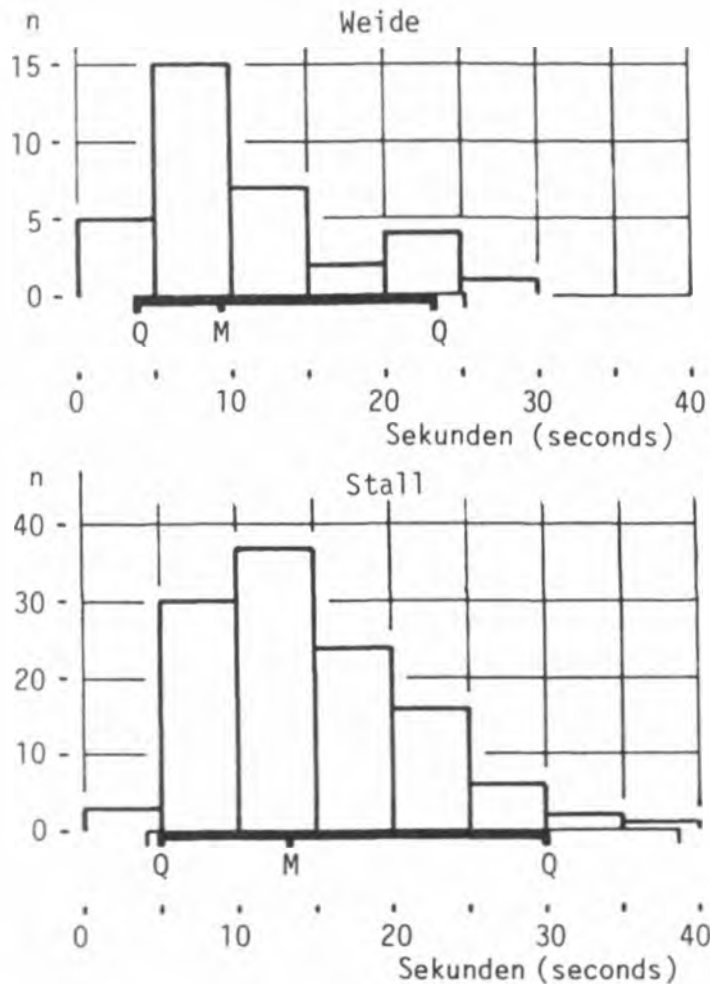 n
Weide
15 -
10 -
5 -
0 -
Q M Q
0 10 20 30 40
Sekunden (seconds)
n
Stall
40 -
30 -
20 -
10 -
0 -
Q M Q
0 10 20 30 40
Sekunden (seconds)